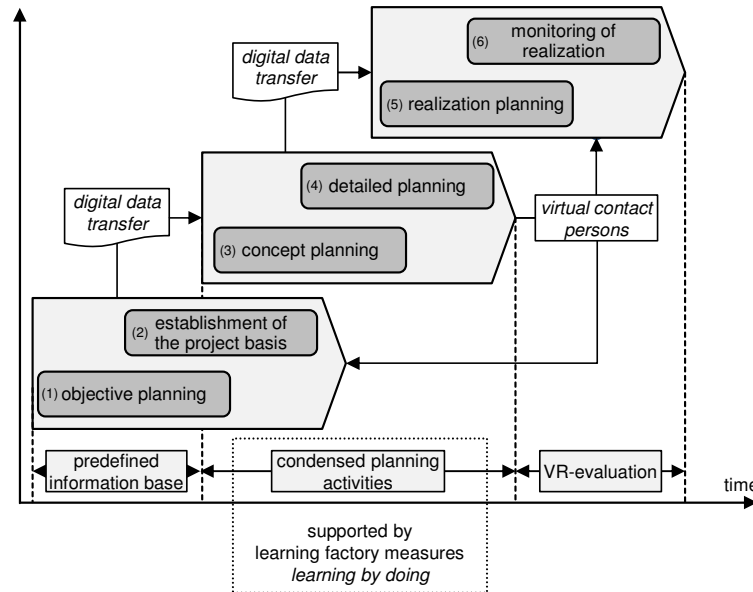 (6) monitoring of
realization
digital data
transfer
(5) realization planning
(4) detailed planning
digital data
transfer
virtual contact
persons
(3) concept planning
(2) establishment of
the project basis
(1) objective planning
predefined
information base
condensed planning
activities
VR-evaluation
time
supported by
learning factory measures
learning by doing